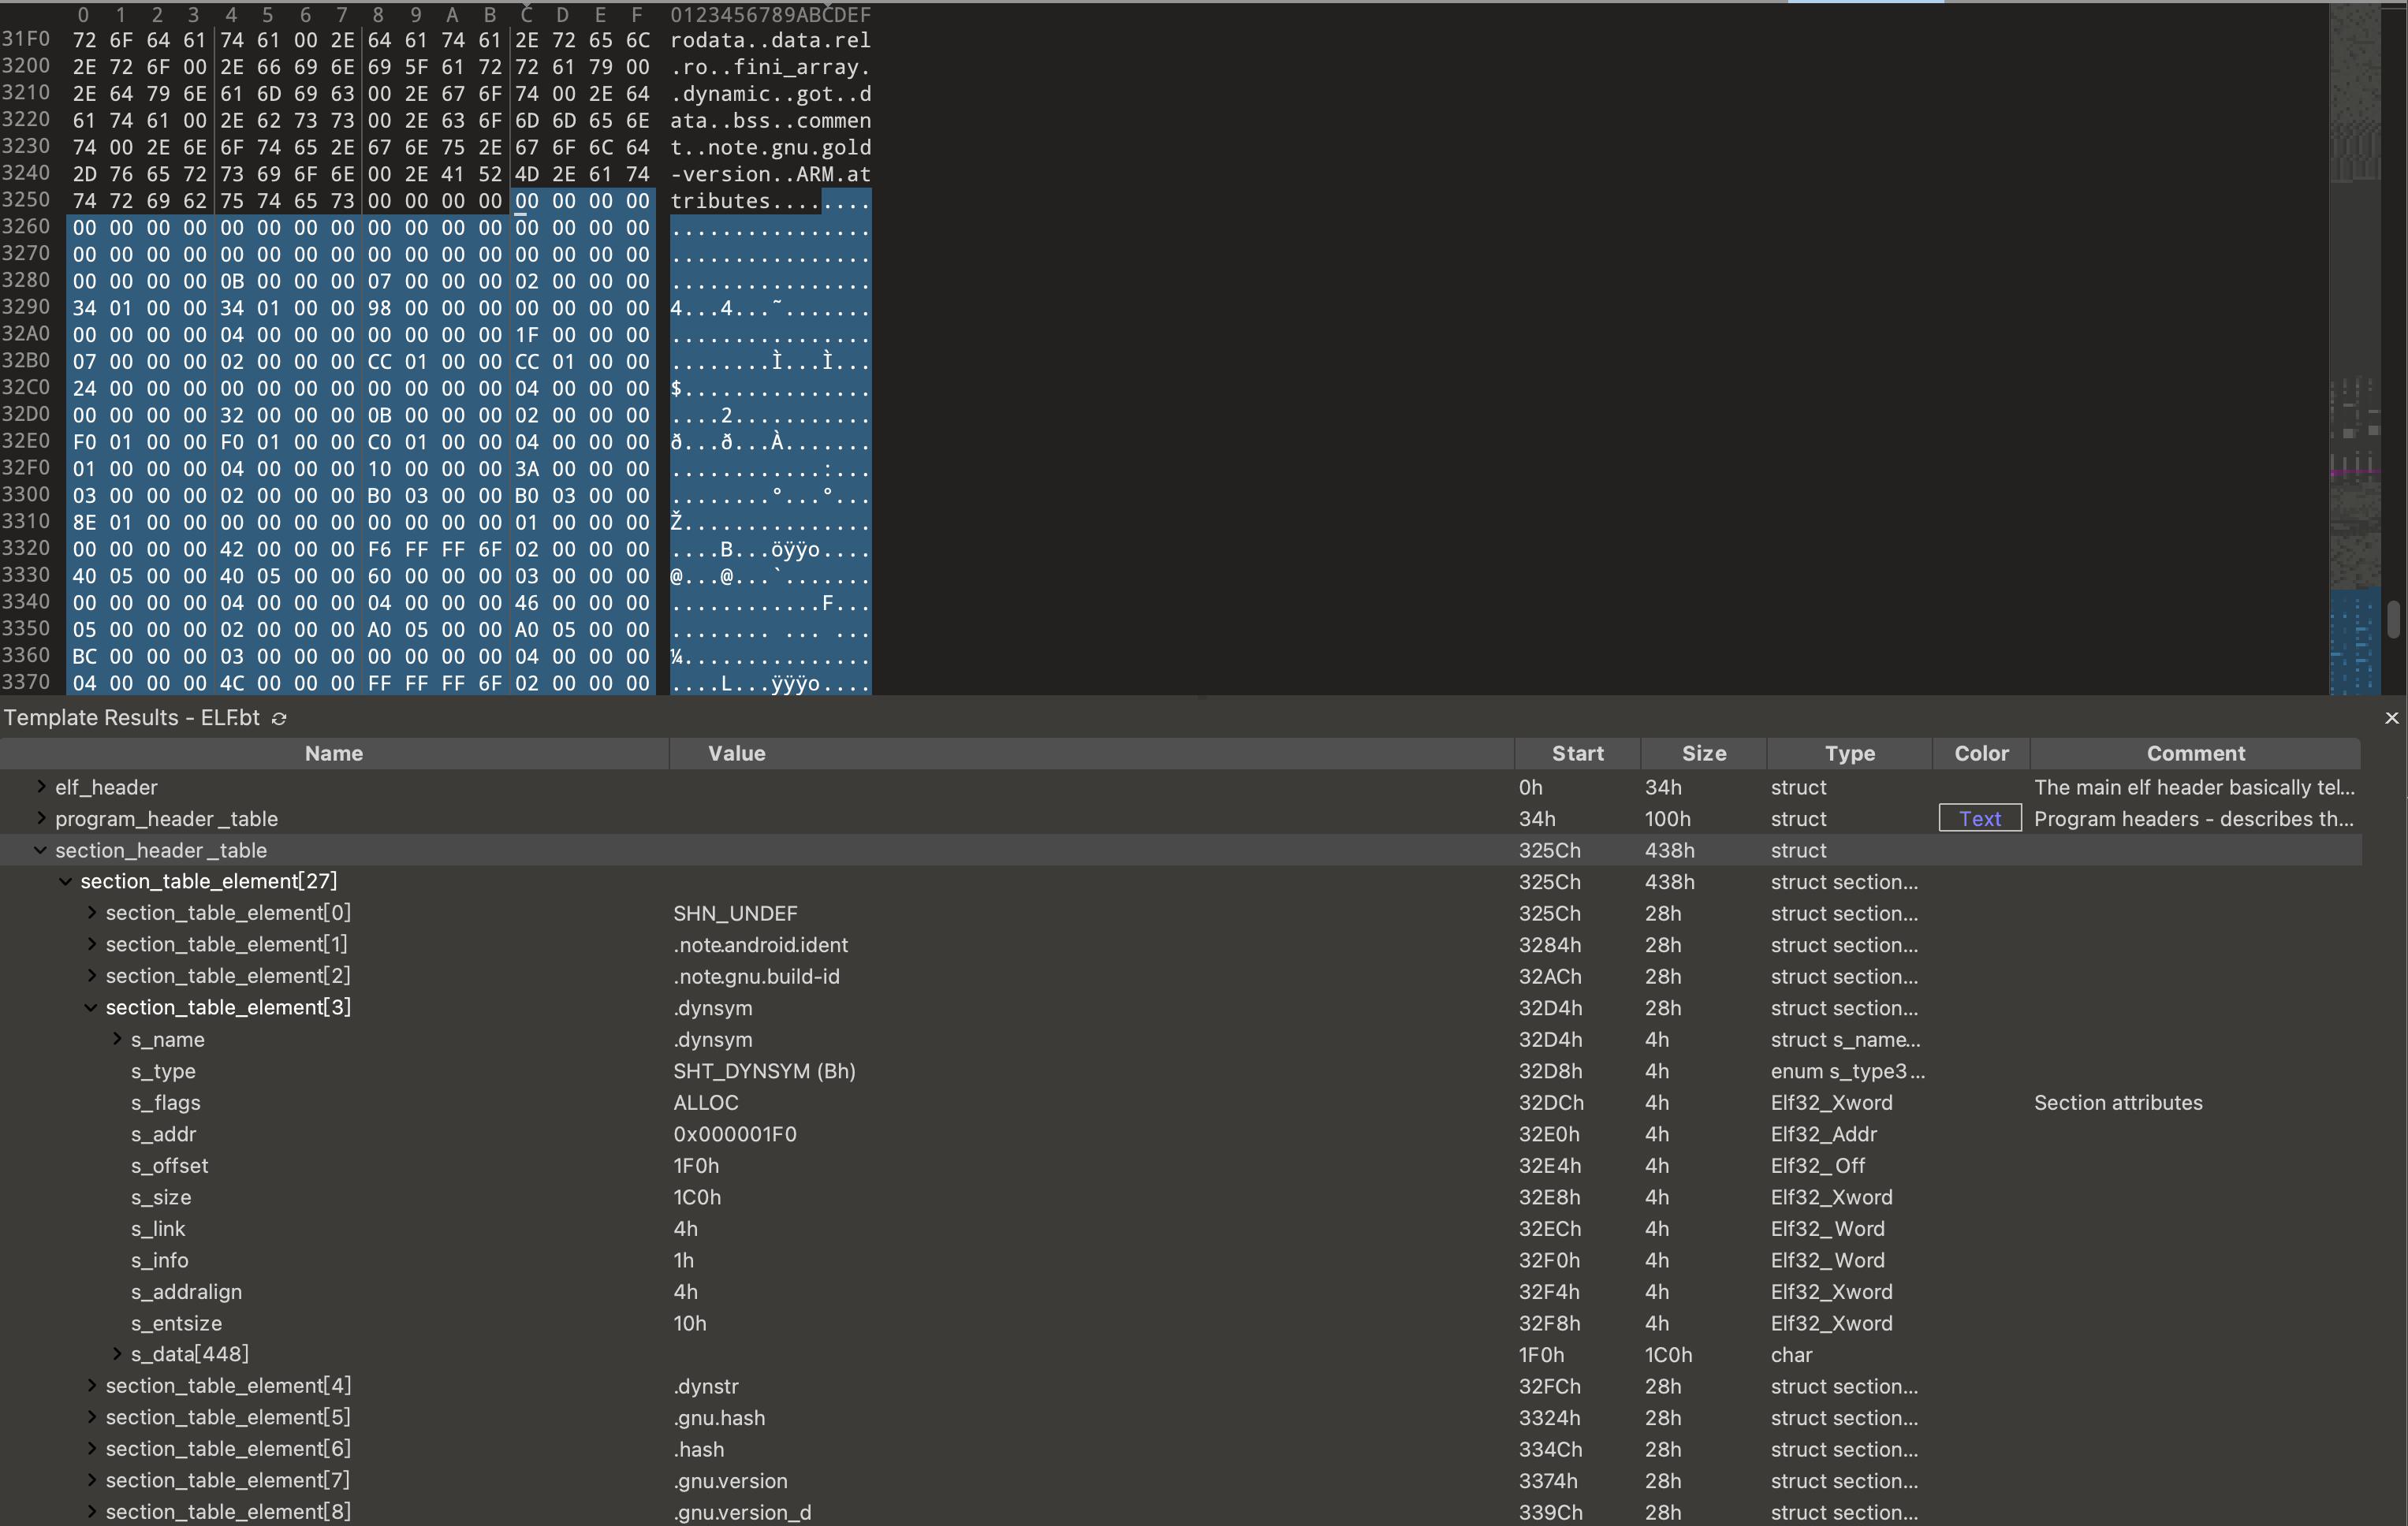 0 1 2 3 4 5 6 7 8 9 A B C D E F 0123456789ABCDEF
31F0 72 6F 64 61 74 61 00 2E 64 61 74 61 2E 72 65 6C rodata..data.rel
3200 2E 72 6F 00 2E 66 69 6E 69 5F 61 72 72 61 79 00 .ro..fini_array.
3210 2E 64 79 6E 61 6D 69 63 00 2E 67 6F 74 00 2E 64 .dynamic..got..d
3220 61 74 61 00 2E 62 73 73 00 2E 63 6F 6D 6D 65 6E ata..bss..commen
3230 74 00 2E 6E 6F 74 65 2E 67 6E 75 2E 67 6F 6C 64 t..note.gnu.gold
3240 2D 76 65 72 73 69 6F 6E 00 2E 41 52 4D 2E 61 74 -version..ARM.at
3250 74 72 69 62 75 74 65 73 00 00 00 00 00 00 00 00 tributes........
3260 00 00 00 00 00 00 00 00 00 00 00 00 00 00 00 00 ................
3270 00 00 00 00 00 00 00 00 00 00 00 00 00 00 00 00 ................
3280 00 00 00 00 0B 00 00 00 07 00 00 00 02 00 00 00 ................
3290 34 01 00 00 34 01 00 00 98 00 00 00 00 00 00 00 4...4...˜.......
32A0 00 00 00 00 04 00 00 00 00 00 00 00 1F 00 00 00 ................
32B0 07 00 00 00 02 00 00 00 CC 01 00 00 CC 01 00 00 ........Ì...Ì...
32C0 24 00 00 00 00 00 00 00 00 00 00 00 04 00 00 00 $...............
32D0 00 00 00 00 32 00 00 00 0B 00 00 00 02 00 00 00 ....2...........
32E0 F0 01 00 00 F0 01 00 00 C0 01 00 00 04 00 00 00 ð...ð...À.......
32F0 01 00 00 00 04 00 00 00 10 00 00 00 3A 00 00 00 ............:...
3300 03 00 00 00 02 00 00 00 B0 03 00 00 B0 03 00 00 ........°...°...
3310 8E 01 00 00 00 00 00 00 00 00 00 00 01 00 00 00 Ž...............
3320 00 00 00 00 42 00 00 00 F6 FF FF 6F 02 00 00 00 ....B...öÿÿo....
3330 40 05 00 00 40 05 00 00 60 00 00 00 03 00 00 00 @...@...`.......
3340 00 00 00 00 04 00 00 00 04 00 00 00 46 00 00 00 ............F...
3350 05 00 00 00 02 00 00 00 A0 05 00 00 A0 05 00 00 ........ ... ...
3360 BC 00 00 00 03 00 00 00 00 00 00 00 04 00 00 00 ¼...............
3370 04 00 00 00 4C 00 00 00 FF FF FF 6F 02 00 00 00 ....L...ÿÿÿo....
Template Results - ELF.bt
Name Value Start Size Type Color Comment
elf_header 0h 34h struct The main elf header basically tel...
program_header_table 34h 100h struct Text Program headers - describes th...
section_header_table 325Ch 438h struct
section_table_element[27] 325Ch 438h struct section...
section_table_element[0] SHN_UNDEF 325Ch 28h struct section...
section_table_element[1] .note.android.ident 3284h 28h struct section...
section_table_element[2] .note.gnu.build-id 32ACh 28h struct section...
section_table_element[3] .dynsym 32D4h 28h struct section...
s_name .dynsym 32D4h 4h struct s_name...
s_type SHT_DYNSYM (Bh) 32D8h 4h enum s_type3...
s_flags ALLOC 32DCh 4h Elf32_Xword Section attributes
s_addr 0x000001F0 32E0h 4h Elf32_Addr
s_offset 1F0h 32E4h 4h Elf32_Off
s_size 1C0h 32E8h 4h Elf32_Xword
s_link 4h 32ECh 4h Elf32_Word
s_info 1h 32F0h 4h Elf32_Word
s_addralign 4h 32F4h 4h Elf32_Xword
s_entsize 10h 32F8h 4h Elf32_Xword
s_data[448] 1F0h 1C0h char
section_table_element[4] .dynstr 32FCh 28h struct section...
section_table_element[5] .gnu.hash 3324h 28h struct section...
section_table_element[6] .hash 334Ch 28h struct section...
section_table_element[7] .gnu.version 3374h 28h struct section...
section_table_element[8] .gnu.version_d 339Ch 28h struct section...